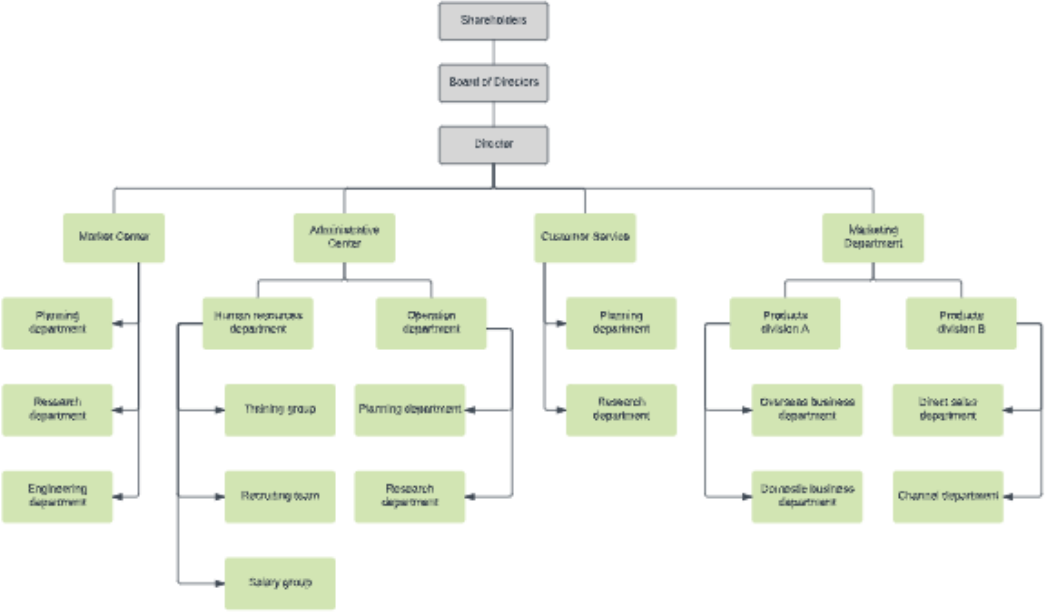 Shareholders
Board of Directors
Director
Market Center
Administrative
Center
Customer Service
Marketing
Department
Planning
department
Human resources
department
Operation
department
Planning
department
Products
division A
Products
division B
Research
department
Training group
Planning department
Research
department
Overseas business
department
Direct sales
department
Engineering
department
Recruiting team
Research
department
Domestic business
department
Channel department
Salary group